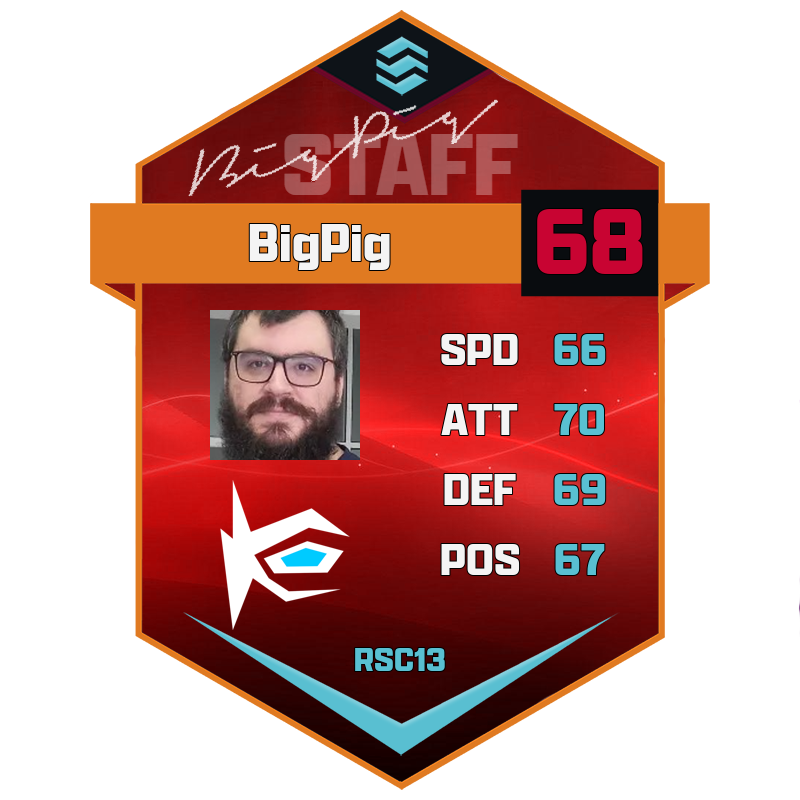 STAFF
BigPig
BigPig 68
SPD 66
ATT 70
DEF 69
POS 67
RSC13